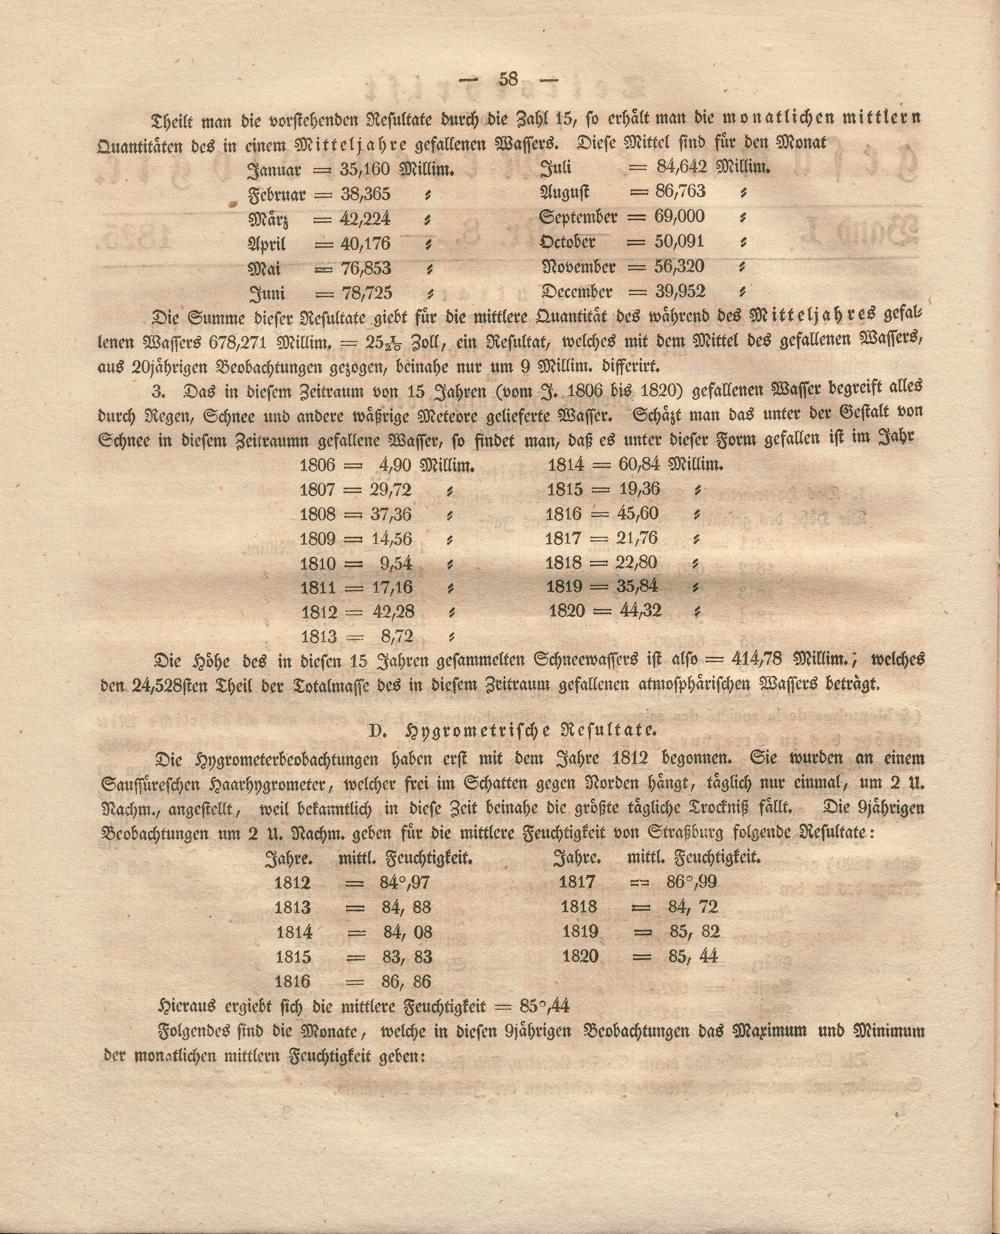 — 58 —
Theilt man die vorstehenden Resultate durch die Zahl 15, so erhält man die monatlichen mittlern
Quantitäten des in einem Mitteljahre gefallenen Wassers. Diese Mittel sind für den Monat
Januar = 35,160 Millim. Juli = 84,642 Millim.
Februar = 38,365 〃 August = 86,763 〃
März = 42,224 〃 September = 69,000 〃
April = 40,176 〃 October = 50,091 〃
Mai = 76,853 〃 November = 56,320 〃
Juni = 78,725 〃 December = 39,952 〃
Die Summe dieser Resultate giebt für die mittlere Quantität des während des Mitteljahres gefal-
lenen Wassers 678,271 Millim. = 25 1/20 Zoll, ein Resultat, welches mit dem Mittel des gefallenen Wassers,
aus 20jährigen Beobachtungen gezogen, beinahe nur um 9 Millim. differirt.
3. Das in diesem Zeitraum von 15 Jahren (vom J. 1806 bis 1820) gefallenen Wasser begreift alles
durch Regen, Schnee und andere wäßrige Meteore gelieferte Wasser. Schäzt man das unter der Gestalt von
Schnee in diesem Zeitraumn gefallene Wasser, so findet man, daß es unter dieser Form gefallen ist im Jahr
1806 = 4,90 Millim. 1814 = 60,84 Millim.
1807 = 29,72 〃 1815 = 19,36 〃
1808 = 37,36 〃 1816 = 45,60 〃
1809 = 14,56 〃 1817 = 21,76 〃
1810 = 9,54 〃 1818 = 22,80 〃
1811 = 17,16 〃 1819 = 35,84 〃
1812 = 42,28 〃 1820 = 44,32 〃
1813 = 8,72 〃
Die Höhe des in diesen 15 Jahren gesammelten Schneewassers ist also = 414,78 Millim.; welches
den 24,528sten Theil der Totalmasse des in diesem Zeitraum gefallenen atmosphärischen Wassers beträgt.
D. Hygrometrische Resultate.
Die Hygrometerbeobachtungen haben erst mit dem Jahre 1812 begonnen. Sie wurden an einem
Saussüreschen Haarhygrometer, welcher frei im Schatten gegen Norden hängt, täglich nur einmal, um 2 U.
Nachm., angestellt, weil bekanntlich in diese Zeit beinahe die größte tägliche Trockniß fällt. Die 9jährigen
Beobachtungen um 2 U. Nachm. geben für die mittlere Feuchtigkeit von Straßburg folgende Resultate:
Jahre. mittl. Feuchtigkeit. Jahre. mittl. Feuchtigkeit.
1812 = 84°,97 1817 = 86°,99
1813 = 84, 88 1818 = 84, 72
1814 = 84, 08 1819 = 85, 82
1815 = 83, 83 1820 = 85, 44
1816 = 86, 86
Hieraus ergiebt sich die mittlere Feuchtigkeit = 85°,44
Folgendes sind die Monate, welche in diesen 9jährigen Beobachtungen das Maximum und Minimum
der monatlichen mittlern Feuchtigkeit geben: